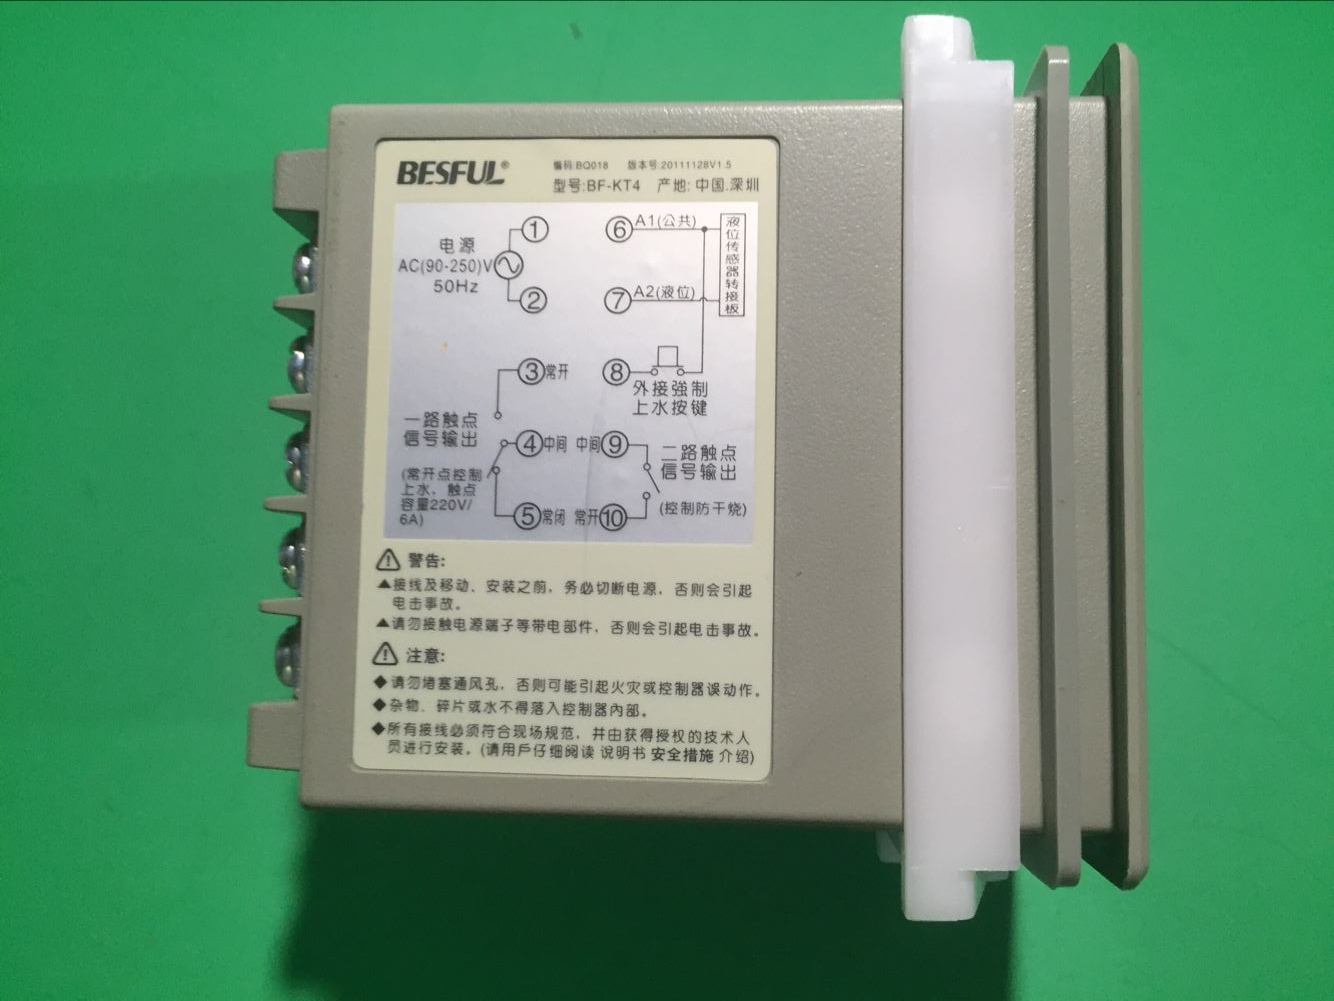 BESFUL®
编码:BQ018 版本号:20111128V1.5
型号:BF-KT4 产地: 中国.深圳
电源
AC(90-250)V
50Hz
①
②
③常开
一路触点
信号输出
④中间
(常开点控制
上水，触点
容量220V/
6A)
⑤常闭
⑥ A1(公共)
⑦ A2(液位)
液位传感器转接板
⑧
外接強制
上水按键
中间⑨
二路触点
信号输出
(控制防干烧)
常开⑩
警告:
▲接线及移动、安装之前，务必切断电源，否则会引起
电击事故。
▲请勿接触电源端子等带电部件，否则会引起电击事故。
注意:
◆请勿堵塞通风孔，否则可能引起火灾或控制器误动作。
◆杂物、碎片或水不得落入控制器内部。
◆所有接线必须符合现场规范，并由获得授权的技术人
员进行安装。(请用戶仔细阅读 说明书 安全措施 介绍)